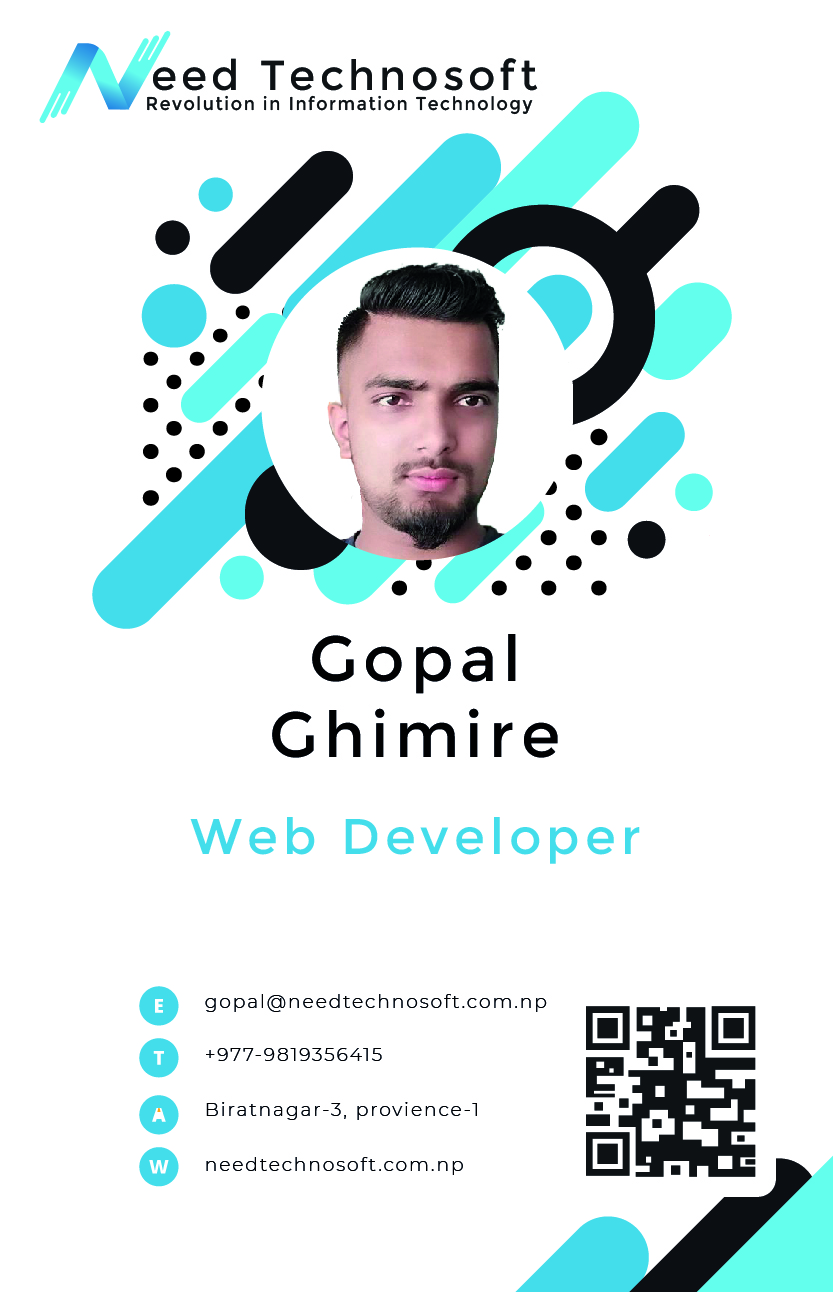 Need Technosoft
Revolution in Information Technology
Gopal
Ghimire
Web Developer
E gopal@needtechnosoft.com.np
T +977-9819356415
A Biratnagar-3, provience-1
W needtechnosoft.com.np